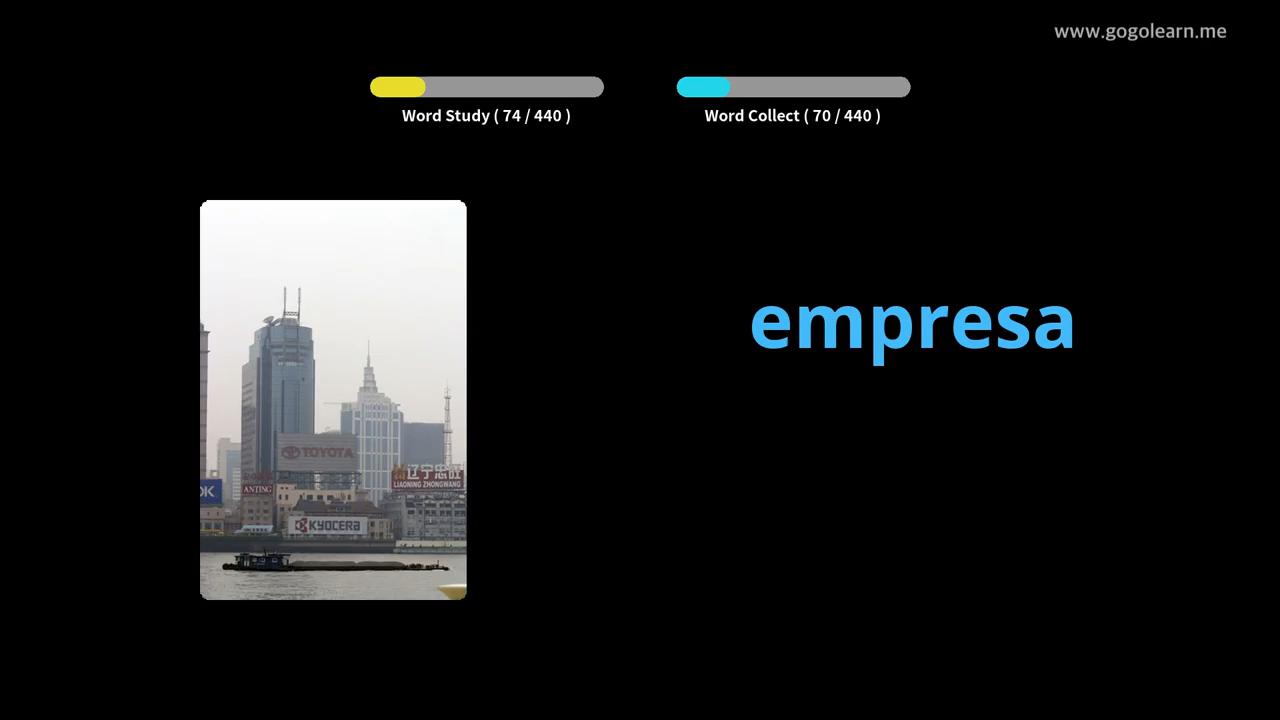 www.gogolearn.me
Word Study ( 74 / 440 )
Word Collect ( 70 / 440 )
empresa
TOYOTA
辽宁忠旺
LIAONING ZHONGWANG
ANTING
KYOCERA